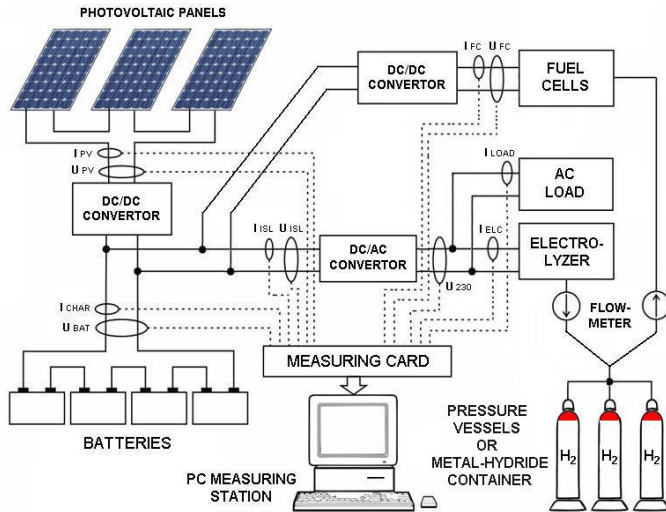 PHOTOVOLTAIC PANELS
I PV
U PV
DC/DC
CONVERTOR
DC/DC
CONVERTOR
I FC
U FC
FUEL
CELLS
I LOAD
AC
LOAD
I ISL
U ISL
DC/AC
CONVERTOR
I ELC
U 230
ELECTRO-
LYZER
I CHAR
U BAT
FLOW-
METER
MEASURING CARD
BATTERIES
PC MEASURING
STATION
PRESSURE
VESSELS
OR
METAL-HYDRIDE
CONTAINER
H2
H2
H2